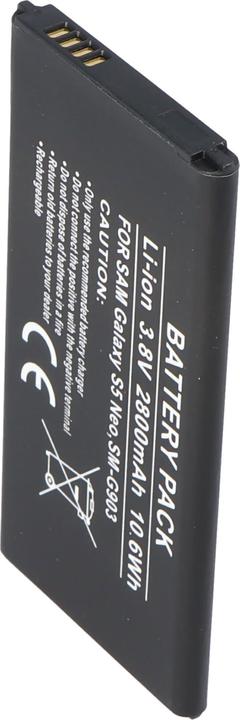 BATTERY PACK
Li-ion 3.8V 2800mAh 10.6Wh
FOR SAM Galaxy S5 Neo,SM-G903
CAUTION:
•Only use the recommended battery charger
•Do not connect positive to the negative terminal
•Do not dispose of batteries in a fire
•Return old batteries to your dealer
•Rechargeable
CE